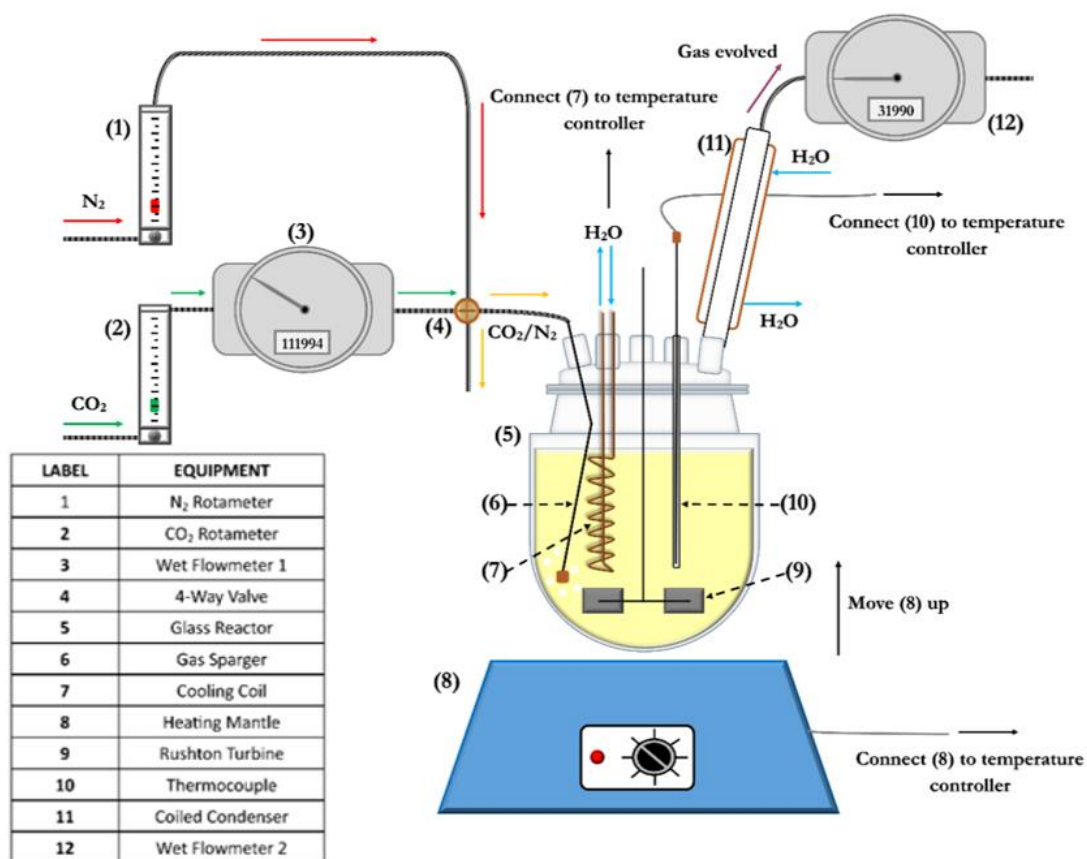 Gas evolved
31990
(12)
Connect (7) to temperature
controller
(1)
(11)
H₂O
N₂
(3)
H₂O
Connect (10) to temperature
controller
(2)
111994
(4)
CO₂/N₂
H₂O
CO₂
(5)
(6)
(10)
(7)
(9)
Move (8) up
(8)
Connect (8) to temperature
controller
LABEL EQUIPMENT
1 N₂ Rotameter
2 CO₂ Rotameter
3 Wet Flowmeter 1
4 4-Way Valve
5 Glass Reactor
6 Gas Sparger
7 Cooling Coil
8 Heating Mantle
9 Rushton Turbine
10 Thermocouple
11 Coiled Condenser
12 Wet Flowmeter 2